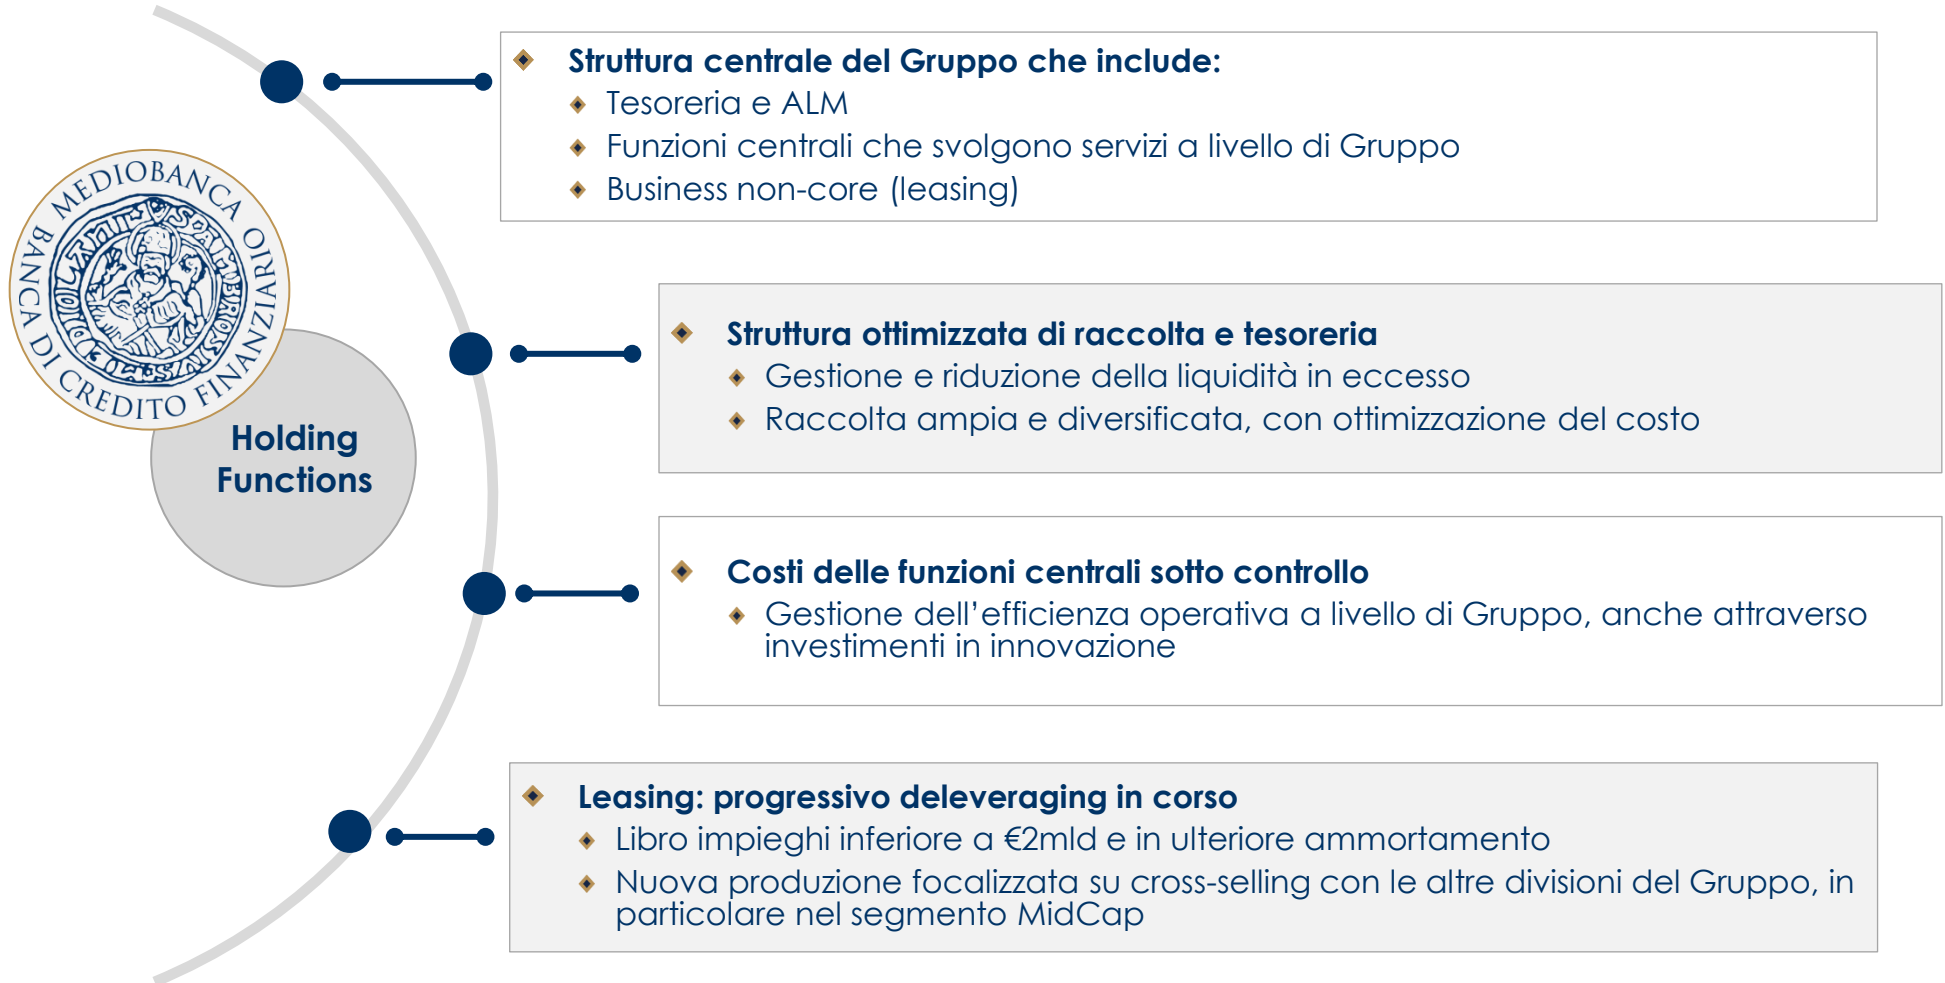 Struttura centrale del Gruppo che include:
Tesoreria e ALM
Funzioni centrali che svolgono servizi a livello di Gruppo
Business non-core (leasing)
MEDIOBANCA
BANCA DI CREDITO FINANZIARIO
Holding
Functions
Struttura ottimizzata di raccolta e tesoreria
Gestione e riduzione della liquidità in eccesso
Raccolta ampia e diversificata, con ottimizzazione del costo
Costi delle funzioni centrali sotto controllo
Gestione dell’efficienza operativa a livello di Gruppo, anche attraverso
investimenti in innovazione
Leasing: progressivo deleveraging in corso
Libro impieghi inferiore a €2mld e in ulteriore ammortamento
Nuova produzione focalizzata su cross-selling con le altre divisioni del Gruppo, in
particolare nel segmento MidCap